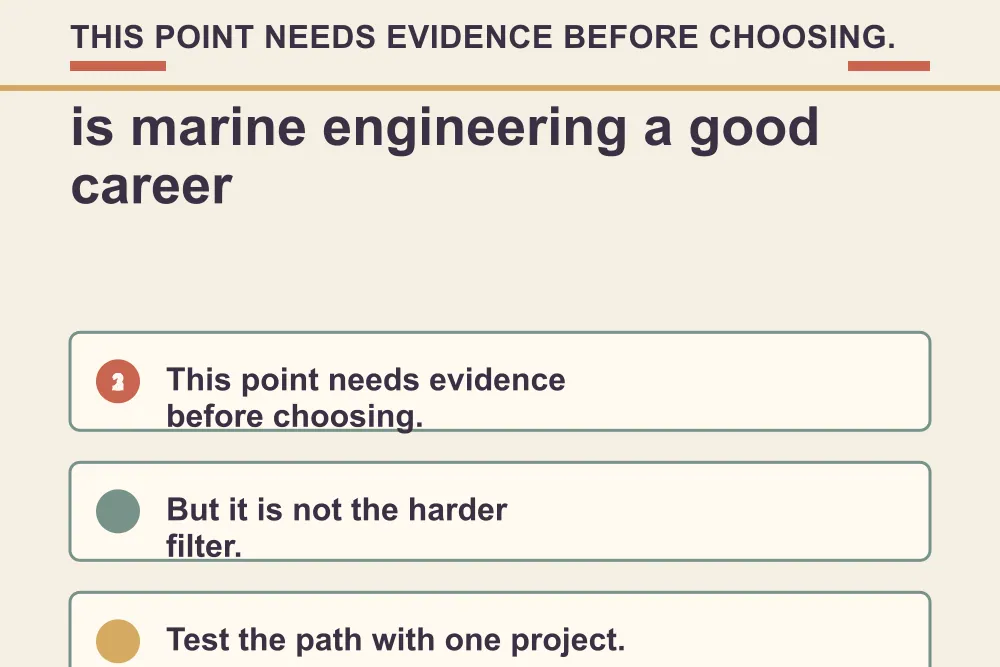 THIS POINT NEEDS EVIDENCE BEFORE CHOOSING.
is marine engineering a good
career
This point needs evidence
before choosing.
But it is not the harder
filter.
Test the path with one project.